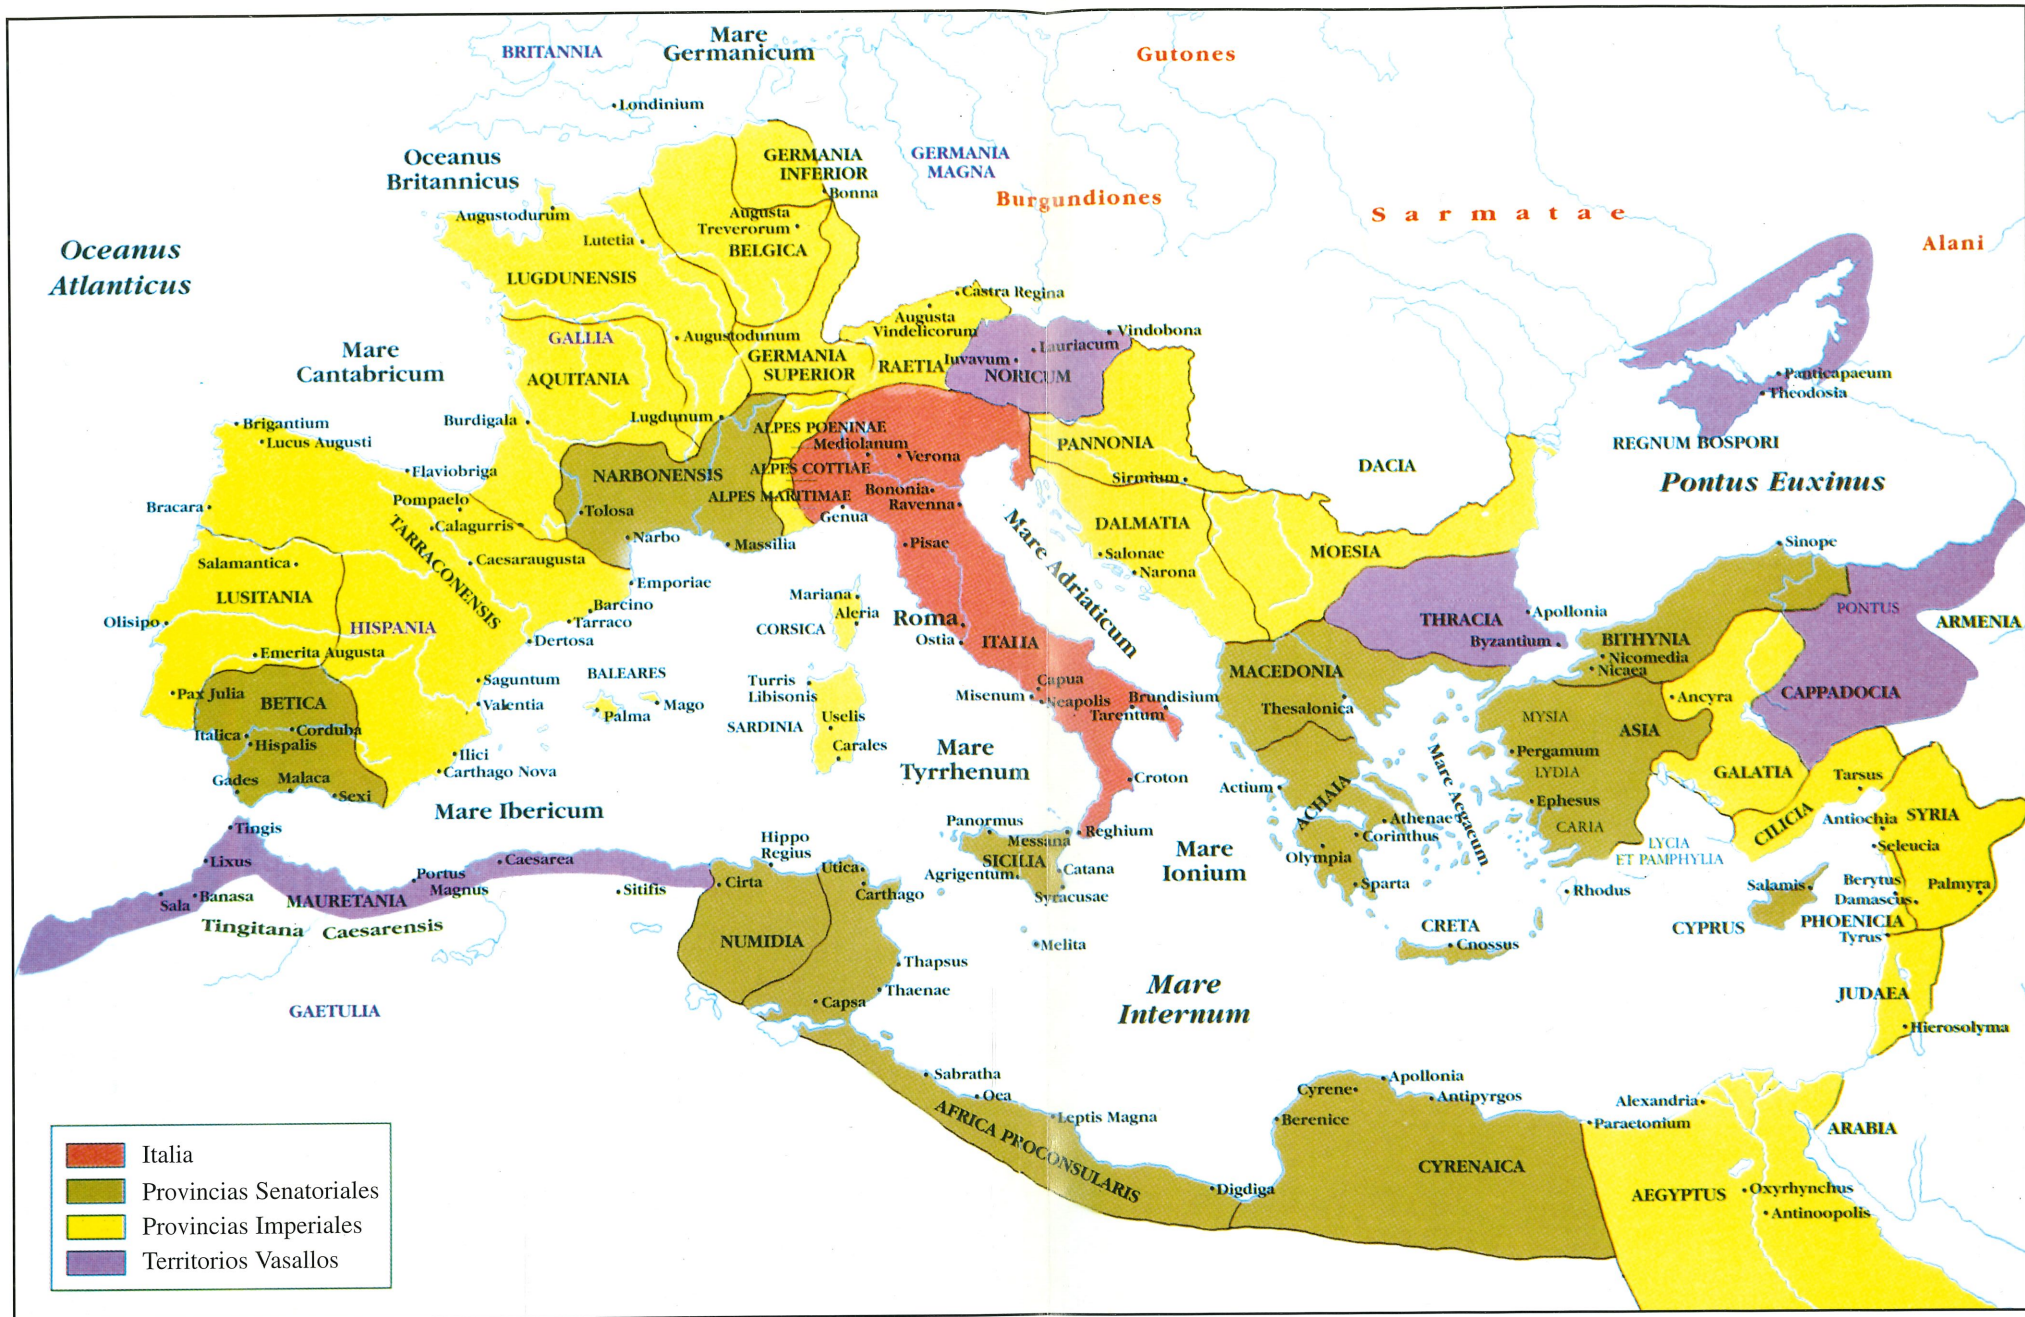 BRITANNIA
Mare
Germanicum
Gutones
Londinium
Oceanus
Britannicus
GERMANIA
INFERIOR
Bonna
GERMANIA
MAGNA
Burgundiones
Sarmatae
Alani
Oceanus
Atlanticus
Augustodurum
Lutetia
Augusta
Treverorum
BELGICA
LUGDUNENSIS
Castra Regina
Augusta
Vindelicorum
GALLIA
Augustodunum
GERMANIA
SUPERIOR
RAETIA
Iuvavum
Lauriacum
Vindobona
NORICUM
Mare
Cantabricum
AQUITANIA
Panticapaeum
Theodosia
REGNUM BOSPORI
Pontus Euxinus
Brigantium
Lucus Augusti
Burdigala
Lugdunum
ALPES POENINAE
Mediolanum
Verona
PANNONIA
DACIA
Flaviobriga
NARBONENSIS
ALPES COTTIAE
Sirmium
Pompaelo
ALPES MARITIMAE
Bononia
Ravenna
Bracara
Calagurris
Tolosa
Genua
DALMATIA
MOESIA
TARRACONENSIS
Narbo
Massilia
Pisae
Mare Adriaticum
Salonae
Narona
Sinope
Salamantica
Caesaraugusta
Emporiae
LUSITANIA
Barcino
Tarraco
Mariana
Aleria
CORSICA
Roma
Ostia
ITALIA
THRACIA
Apollonia
Byzantium
BITHYNIA
Nicomedia
Nicaea
PONTUS
ARMENIA
Olisipo
HISPANIA
Dertosa
Emerita Augusta
Saguntum
Valentia
BALEARES
Palma
Mago
Turris
Libisonis
SARDINIA
Uselis
Carales
Capua
Misenum
Neapolis
Brundisium
Tarentum
MACEDONIA
Thesalonica
Ancyra
CAPPADOCIA
Pax Julia
BETICA
Italica
Corduba
Hispalis
Gades
Malaca
Sexi
Ilici
Carthago Nova
Mare
Tyrrhenum
Croton
Actium
ACHAIA
Mare Aegaeum
MYSIA
ASIA
Pergamum
LYDIA
Ephesus
CARIA
GALATIA
Tarsus
CILICIA
Antiochia
SYRIA
Seleucia
Mare Ibericum
Tingis
Lixus
Banasa
Sala
MAURETANIA
Tingitana
Caesarensis
Portus
Magnus
Caesarea
Sitifis
Hippo
Regius
Utica
Cirta
Carthago
Panormus
Messana
Reghium
SICILIA
Agrigentum
Catana
Syracusae
Mare
Ionium
Athenae
Corinthus
Olympia
Sparta
LYCIA
ET PAMPHYLIA
Rhodus
Salamis
CYPRUS
Berytus
Damascus
Palmyra
PHOENICIA
Tyrus
NUMIDIA
Melita
CRETA
Cnossus
Thapsus
Thaenae
Capsa
Mare
Internum
JUDAEA
Hierosolyma
GAETULIA
Sabratha
Oea
Leptis Magna
AFRICA PROCONSULARIS
Digdiga
Cyrene
Apollonia
Antipyrgos
Berenice
CYRENAICA
Alexandria
Paraetonium
ARABIA
AEGYPTUS
Oxyrhynchus
Antinoopolis
Italia
Provincias Senatoriales
Provincias Imperiales
Territorios Vasallos